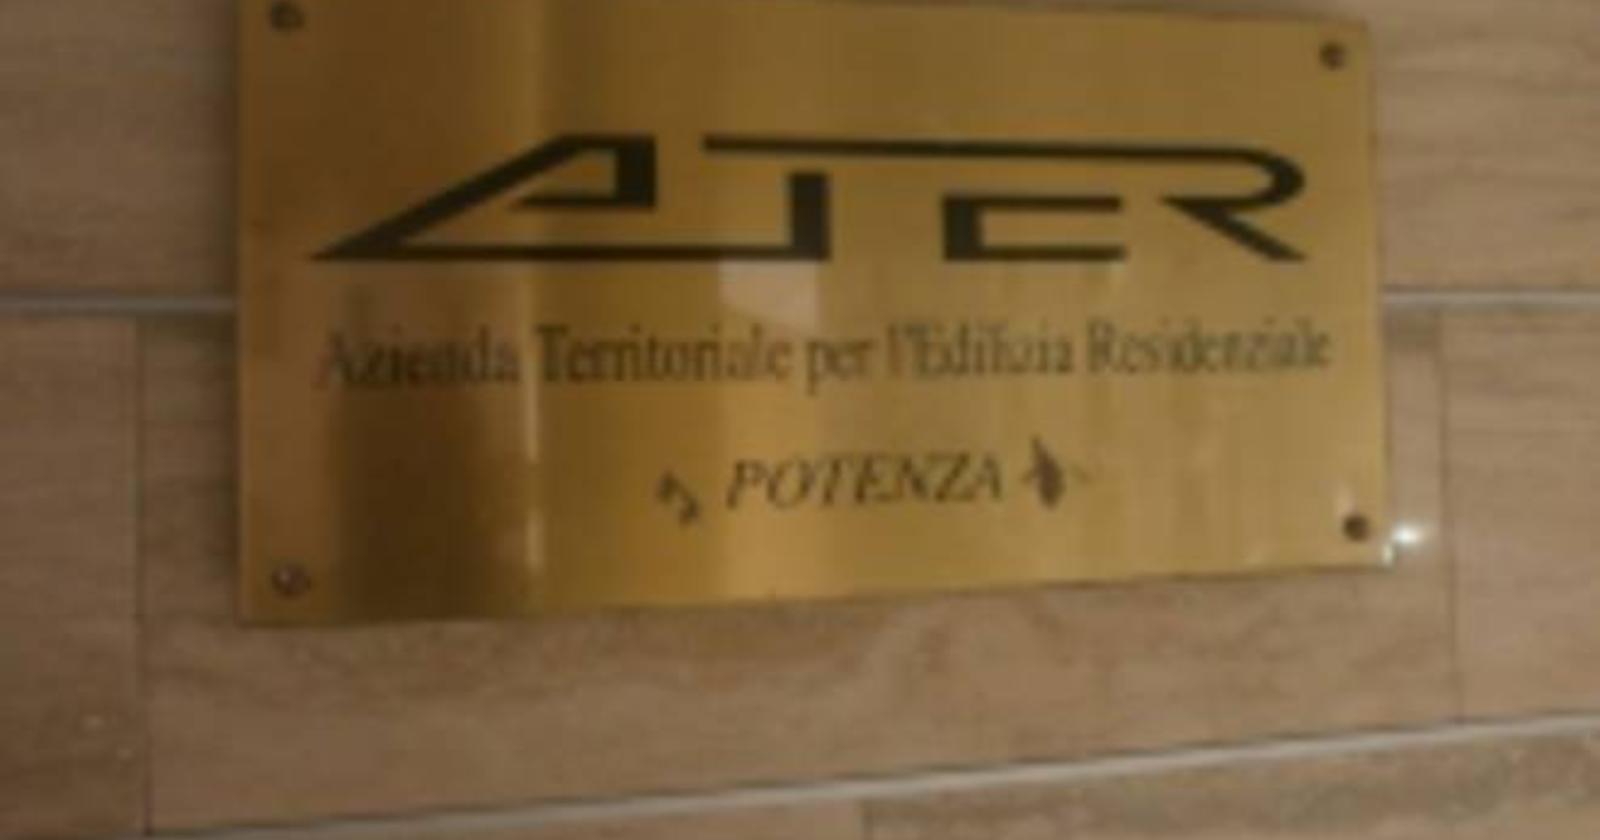 ATER
Azienda Territoriale per l'Edilizia Residenziale
POTENZA